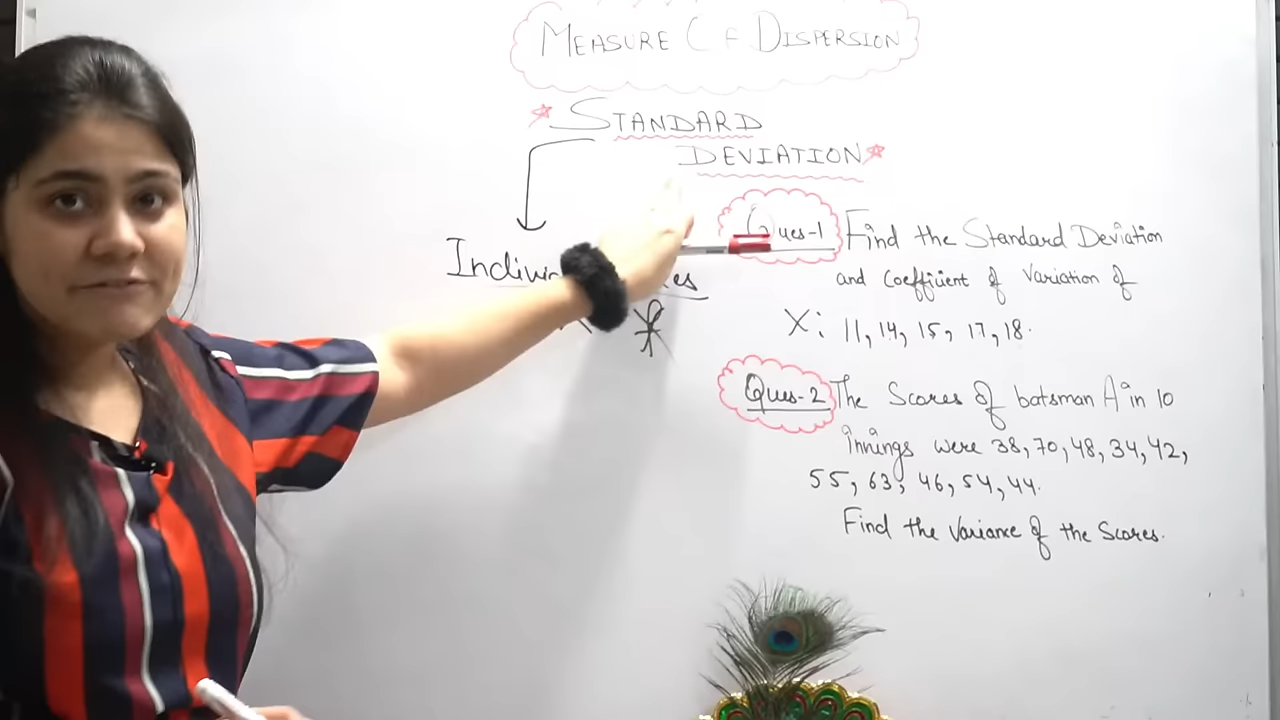 MEASURE OF DISPERSION
STANDARD
DEVIATION
Ques-1 Find the Standard Deviation
and Coefficient of Variation of
X: 11, 14, 15, 17, 18.
Ques-2 The Scores of batsman A in 10
innings were 38, 70, 48, 34, 42,
55, 63, 46, 54, 44.
Find the Variance of the Scores.